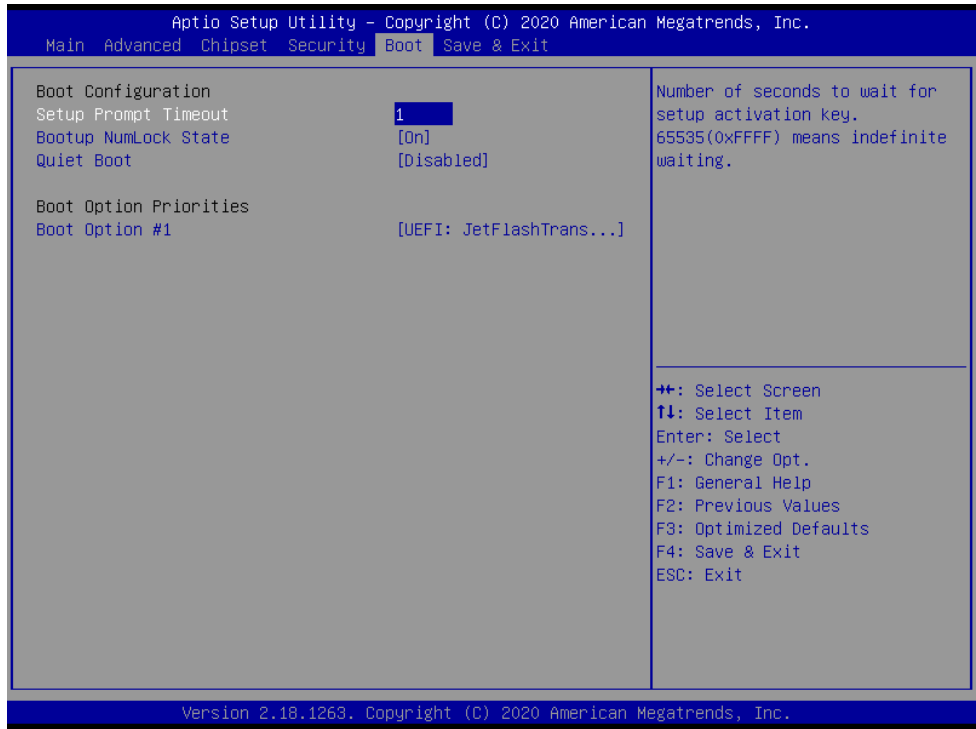 Aptio Setup Utility – Copyright (C) 2020 American Megatrends, Inc.
Main Advanced Chipset Security Boot Save & Exit
Boot Configuration
Setup Prompt Timeout 1
Bootup NumLock State [On]
Quiet Boot [Disabled]
Boot Option Priorities
Boot Option #1 [UEFI: JetFlashTrans...]
Number of seconds to wait for
setup activation key.
65535(0xFFFF) means indefinite
waiting.
→←: Select Screen
↑↓: Select Item
Enter: Select
+/-: Change Opt.
F1: General Help
F2: Previous Values
F3: Optimized Defaults
F4: Save & Exit
ESC: Exit
Version 2.18.1263. Copyright (C) 2020 American Megatrends, Inc.